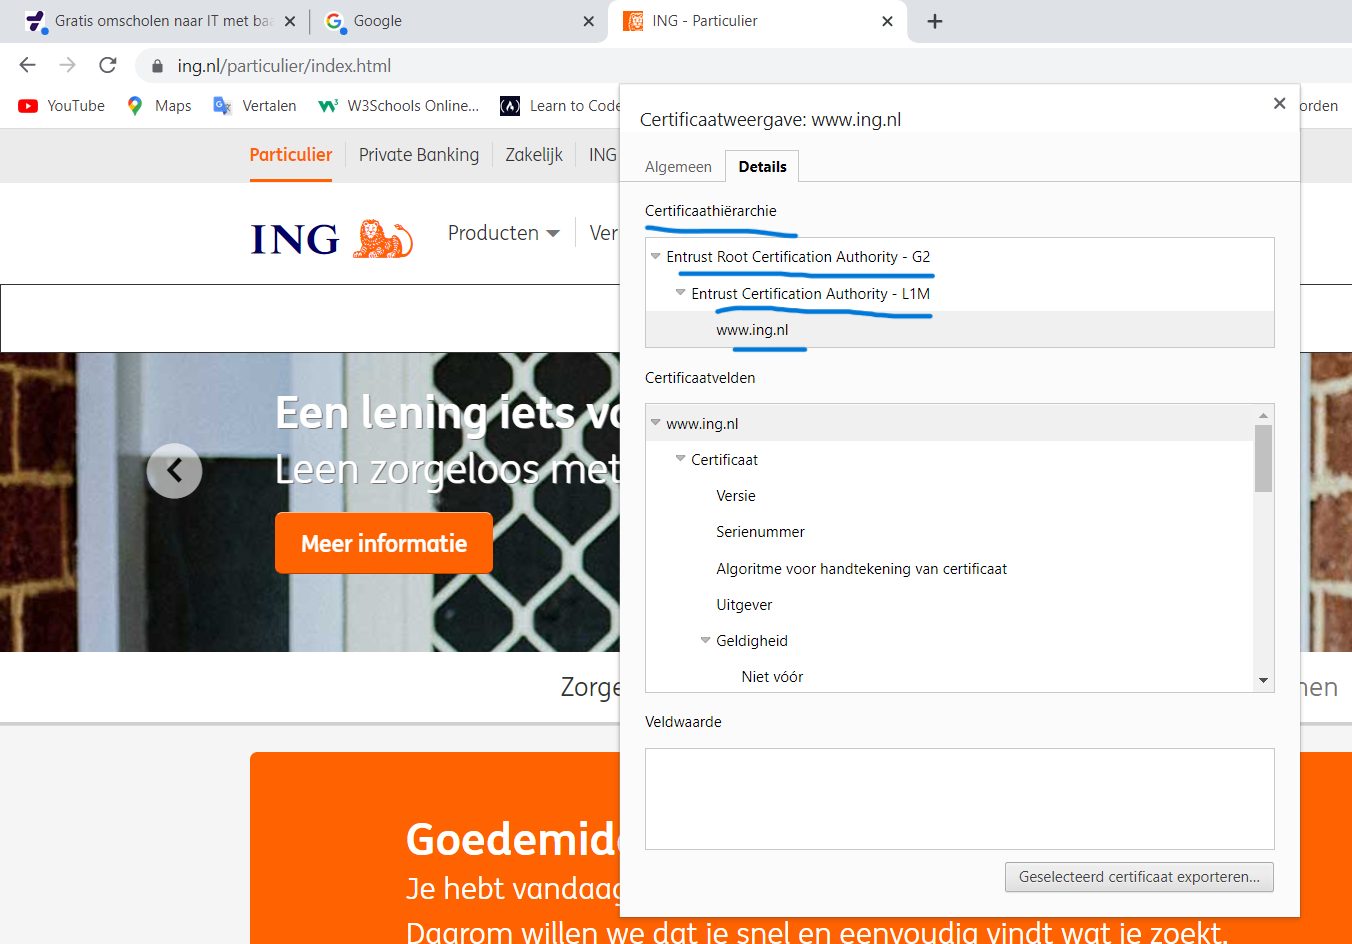 Gratis omscholen naar IT met baa
Google
ING - Particulier
ing.nl/particulier/index.html
YouTube
Maps
Vertalen
W3Schools Online...
Learn to Code
orden
Particulier
Private Banking
Zakelijk
ING
ING
Producten
Ver
Een lening iets vo
Leen zorgeloos met
Meer informatie
Zorge
nen
Goedemidd
Je hebt vandaag
Daarom willen we dat je snel en eenvoudig vindt wat je zoekt.
Certificaatweergave: www.ing.nl
Algemeen
Details
Certificaathiërarchie
Entrust Root Certification Authority - G2
Entrust Certification Authority - L1M
www.ing.nl
Certificaatvelden
www.ing.nl
Certificaat
Versie
Serienummer
Algoritme voor handtekening van certificaat
Uitgever
Geldigheid
Niet vóór
Veldwaarde
Geselecteerd certificaat exporteren...